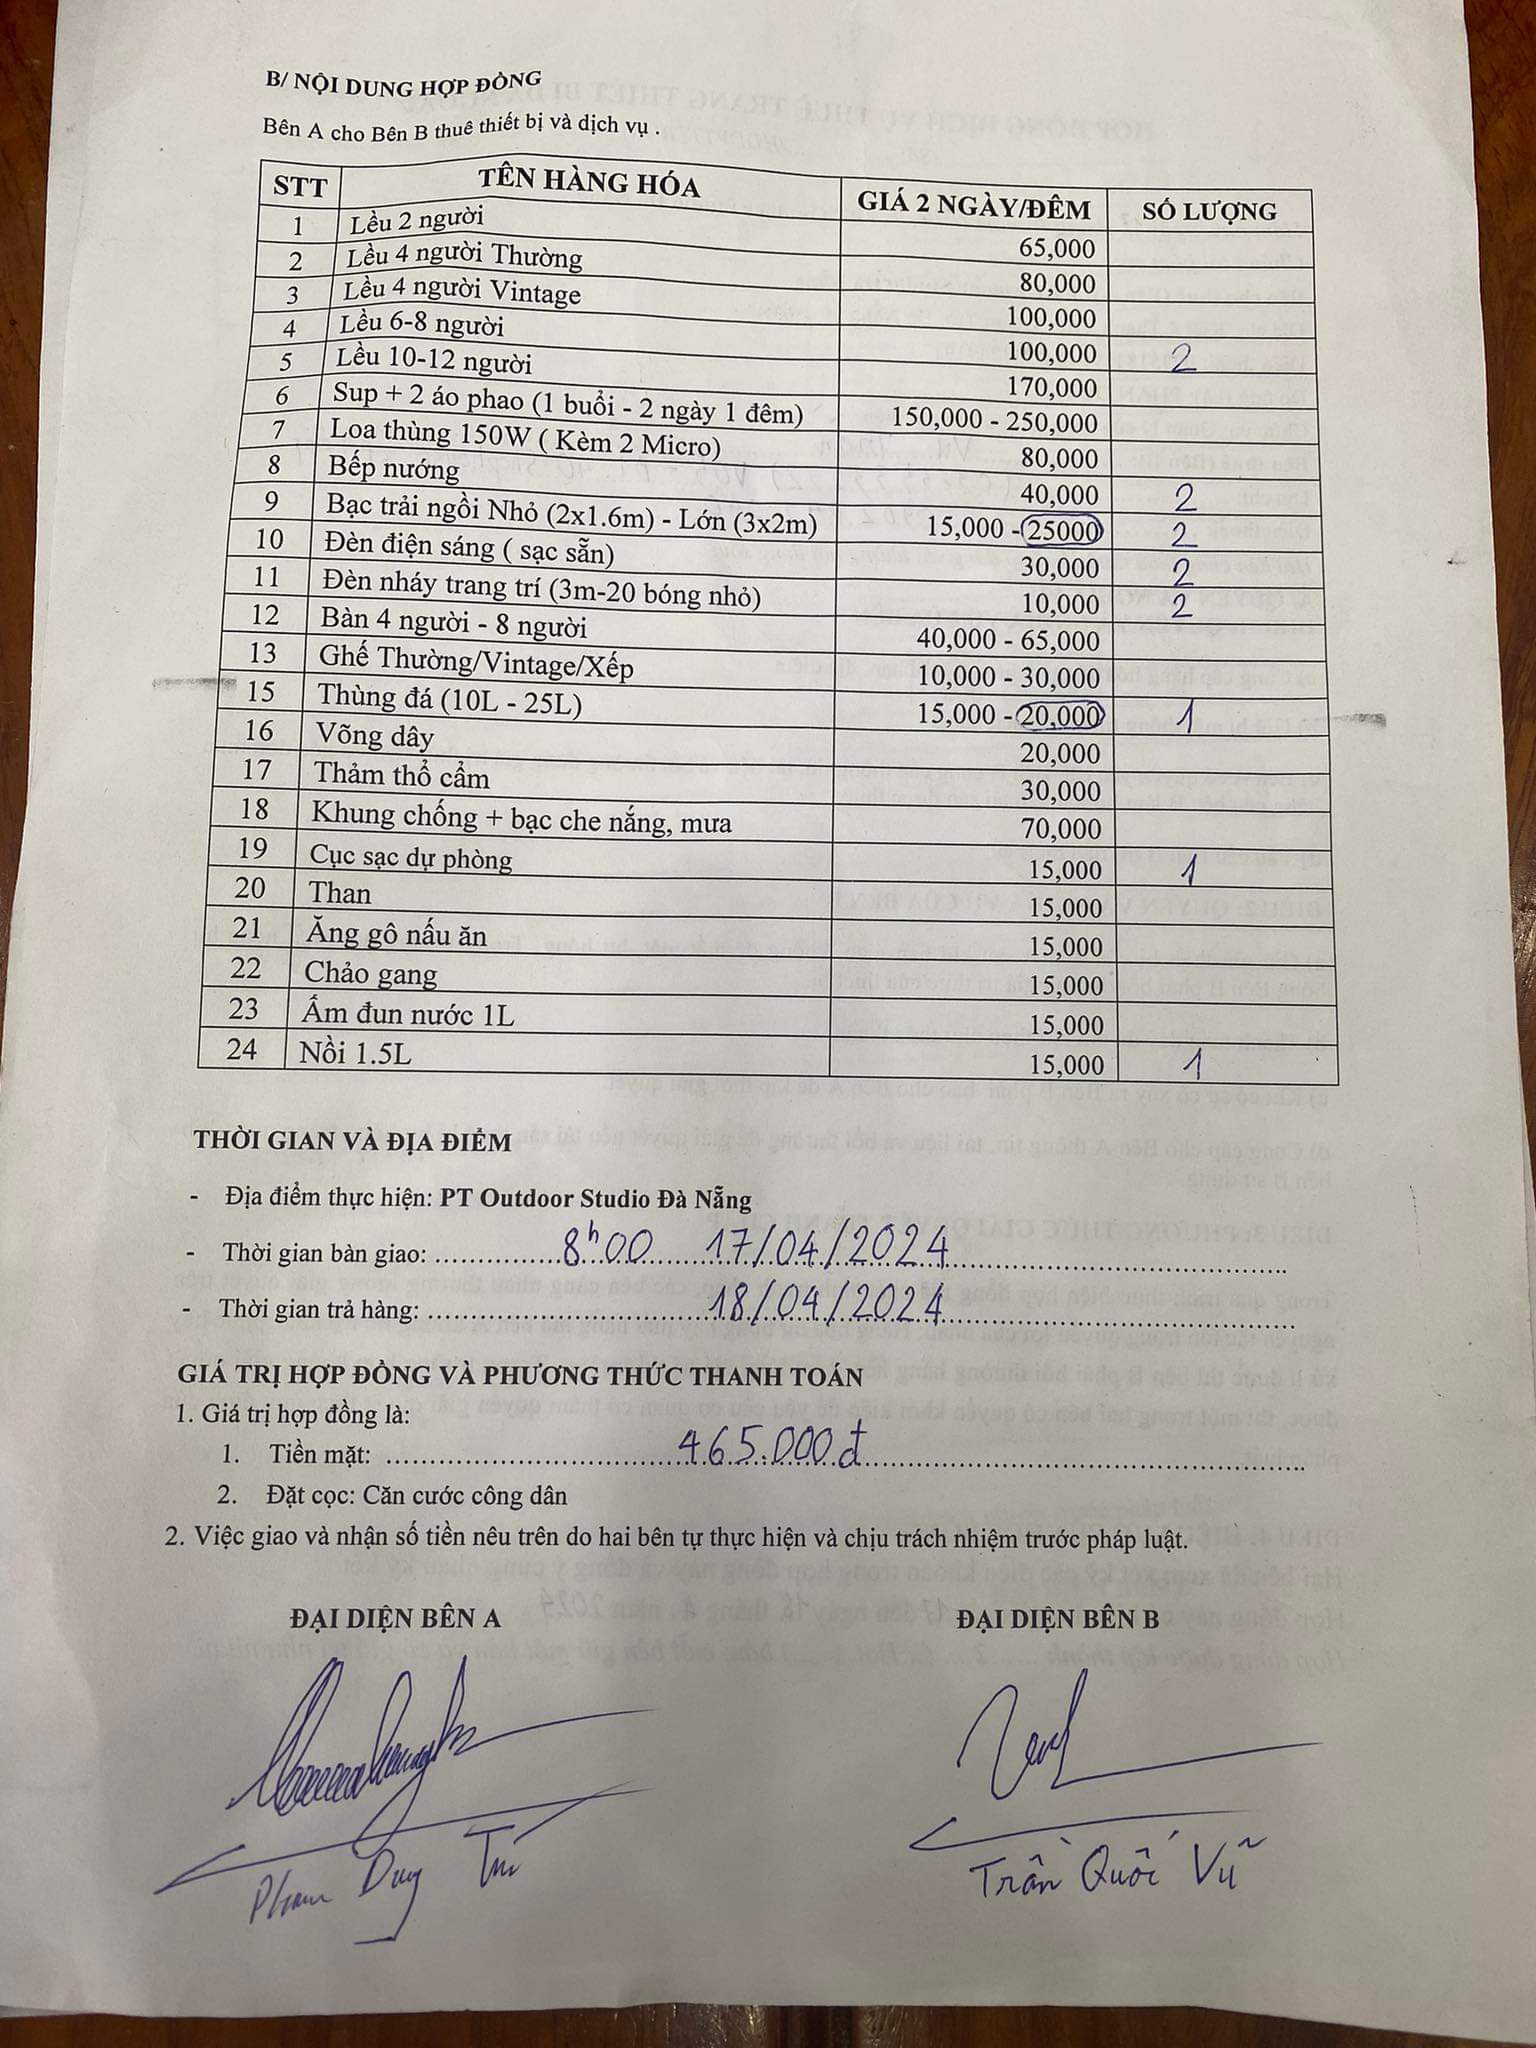 B/ NỘI DUNG HỢP ĐỒNG
Bên A cho Bên B thuê thiết bị và dịch vụ .
STT TÊN HÀNG HÓA GIÁ 2 NGÀY/ĐÊM SỐ LƯỢNG
1 Lều 2 người 65,000
2 Lều 4 người Thường 80,000
3 Lều 4 người Vintage 100,000
4 Lều 6-8 người 100,000 2
5 Lều 10-12 người 170,000
6 Sup + 2 áo phao (1 buổi - 2 ngày 1 đêm) 150,000 - 250,000
7 Loa thùng 150W ( Kèm 2 Micro) 80,000
8 Bếp nướng 40,000 2
9 Bạc trải ngồi Nhỏ (2x1.6m) - Lớn (3x2m) 15,000 - 25000 2
10 Đèn điện sáng ( sạc sẵn) 30,000 2
11 Đèn nháy trang trí (3m-20 bóng nhỏ) 10,000 2
12 Bàn 4 người - 8 người 40,000 - 65,000
13 Ghế Thường/Vintage/Xếp 10,000 - 30,000
15 Thùng đá (10L - 25L) 15,000 - 20,000 1
16 Võng dây 20,000
17 Thảm thổ cẩm 30,000
18 Khung chống + bạc che nắng, mưa 70,000
19 Cục sạc dự phòng 15,000 1
20 Than 15,000
21 Ăng gô nấu ăn 15,000
22 Chảo gang 15,000
23 Ấm đun nước 1L 15,000
24 Nồi 1.5L 15,000 1
THỜI GIAN VÀ ĐỊA ĐIỂM
- Địa điểm thực hiện: PT Outdoor Studio Đà Nẵng
- Thời gian bàn giao: 8h00 17/04/2024
- Thời gian trả hàng: 18/04/2024
GIÁ TRỊ HỢP ĐỒNG VÀ PHƯƠNG THỨC THANH TOÁN
1. Giá trị hợp đồng là:
1. Tiền mặt: 465.000đ
2. Đặt cọc: Căn cước công dân
2. Việc giao và nhận số tiền nêu trên do hai bên tự thực hiện và chịu trách nhiệm trước pháp luật.
ĐẠI DIỆN BÊN A ĐẠI DIỆN BÊN B
Phạm Duy Tú Trần Quốc Vũ